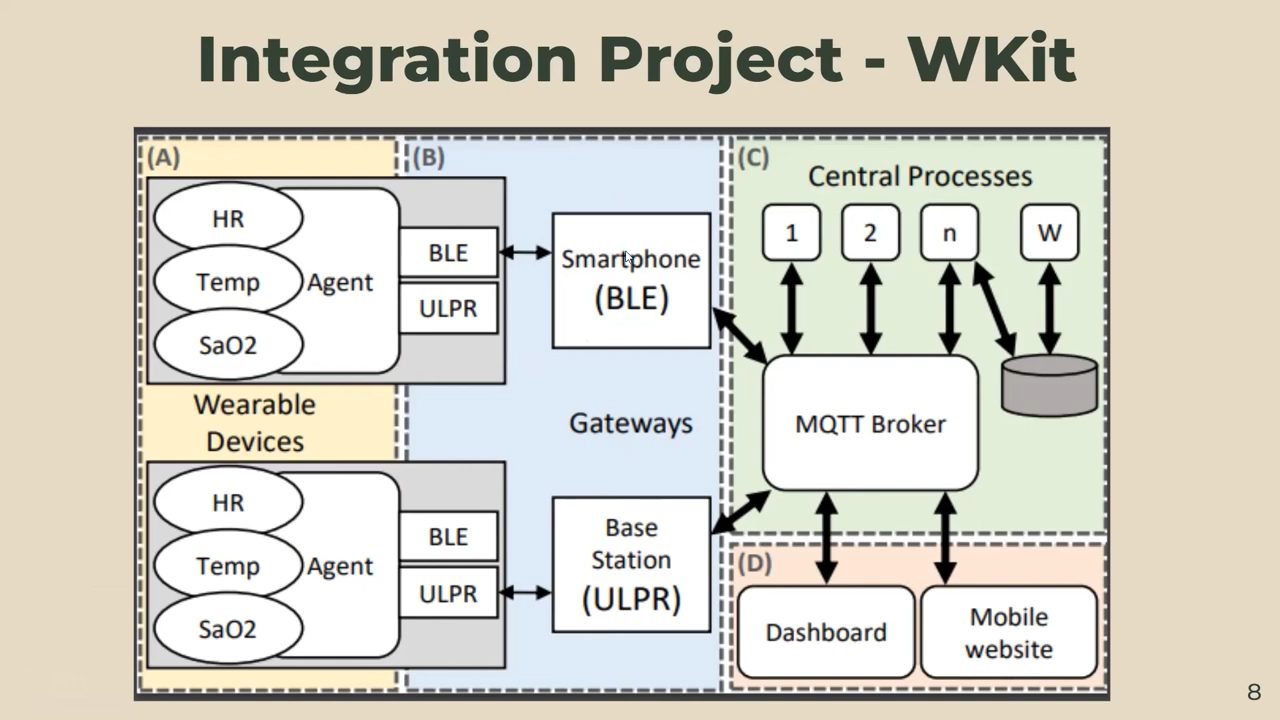 Integration Project - WKit
(A)
HR
Temp
SaO2
Agent
BLE
ULPR
Wearable
Devices
HR
Temp
SaO2
Agent
BLE
ULPR
(B)
Smartphone
(BLE)
Gateways
Base
Station
(ULPR)
(C)
Central Processes
1
2
n
W
MQTT Broker
(D)
Dashboard
Mobile
website
8